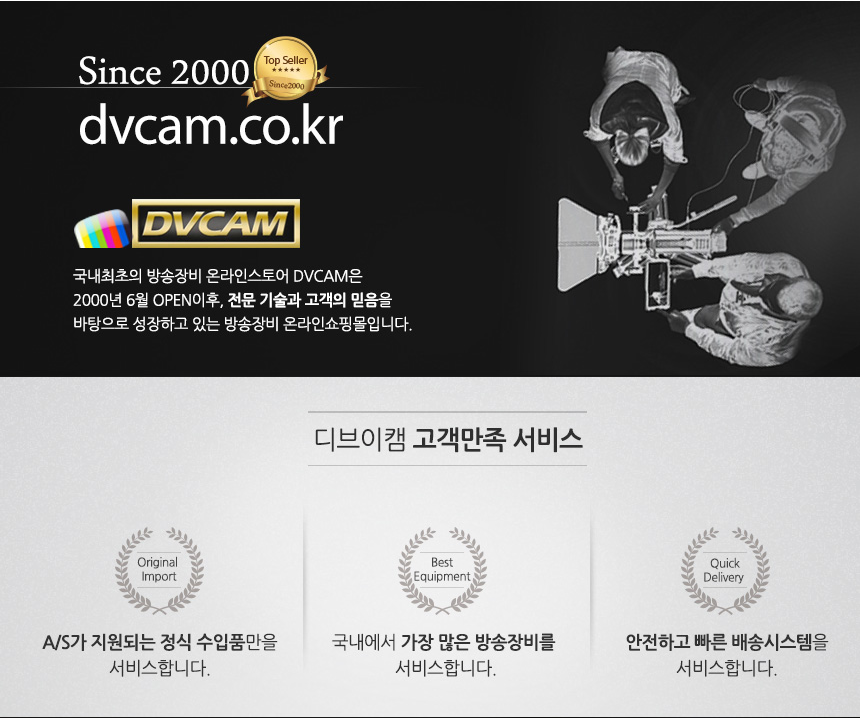 Since 2000
Top Seller
★★★★★
Since2000
dvcam.co.kr
DVCAM
국내최초의 방송장비 온라인스토어 DVCAM은
2000년 6월 OPEN이후, 전문 기술과 고객의 믿음을
바탕으로 성장하고 있는 방송장비 온라인쇼핑몰입니다.
디브이캠 고객만족 서비스
Original
Import
A/S가 지원되는 정식 수입품만을
서비스합니다.
Best
Equipment
국내에서 가장 많은 방송장비를
서비스합니다.
Quick
Delivery
안전하고 빠른 배송시스템을
서비스합니다.